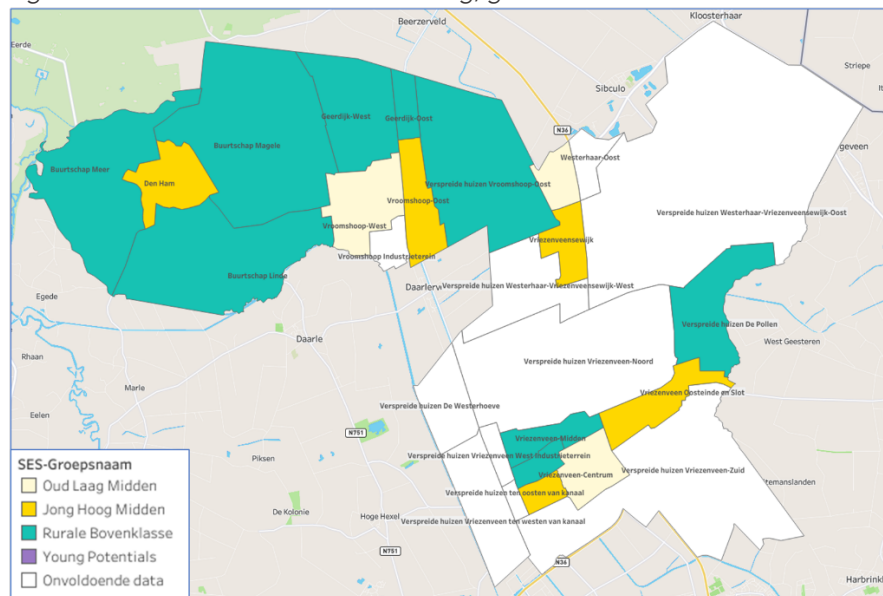 Beerzerveld
Kloosterhaar
Eerde
Striepe
Sibculo
N36
Geerdijk-West
Geerdijk-Oost
Westerhaar-Oost
geveen
Buurtschap Magele
Buurtschap Meer
Den Ham
Verspreide huizen Vroomshoop-Oost
Vroomshoop-Oost
Verspreide huizen Westerhaar-Vriezenveensewijk-Oost
Vroomshoop-West
Vriezenveensewijk
Vroomshoop Industrieterein
Buurtschap Linde
Verspreide huizen Westerhaar-Vriezenveensewijk-West
Daarlerv
Egede
Verspreide huizen De Pollen
Daarle
West Geesteren
Rhaan
Verspreide huizen Vriezenveen-Noord
Marle
Vriezenveen Oosteinde en Slot
Verspreide huizen De Westerhoeve
Eelen
N751
Vriezenveen-Midden
Piksen
Verspreide huizen Vriezenveen West Industrieterrein
Verspreide huizen Vriezenveen-Zuid
Vriezenveen-Centrum
temanslanden
Verspreide huizen ten oosten van kanaal
De Kolonie
Hoge Hexel
Verspreide huizen Vriezenveen ten westen van kanaal
N751
N36
Harbrink
SES-Groepsnaam
Oud Laag Midden
Jong Hoog Midden
Rurale Bovenklasse
Young Potentials
Onvoldoende data